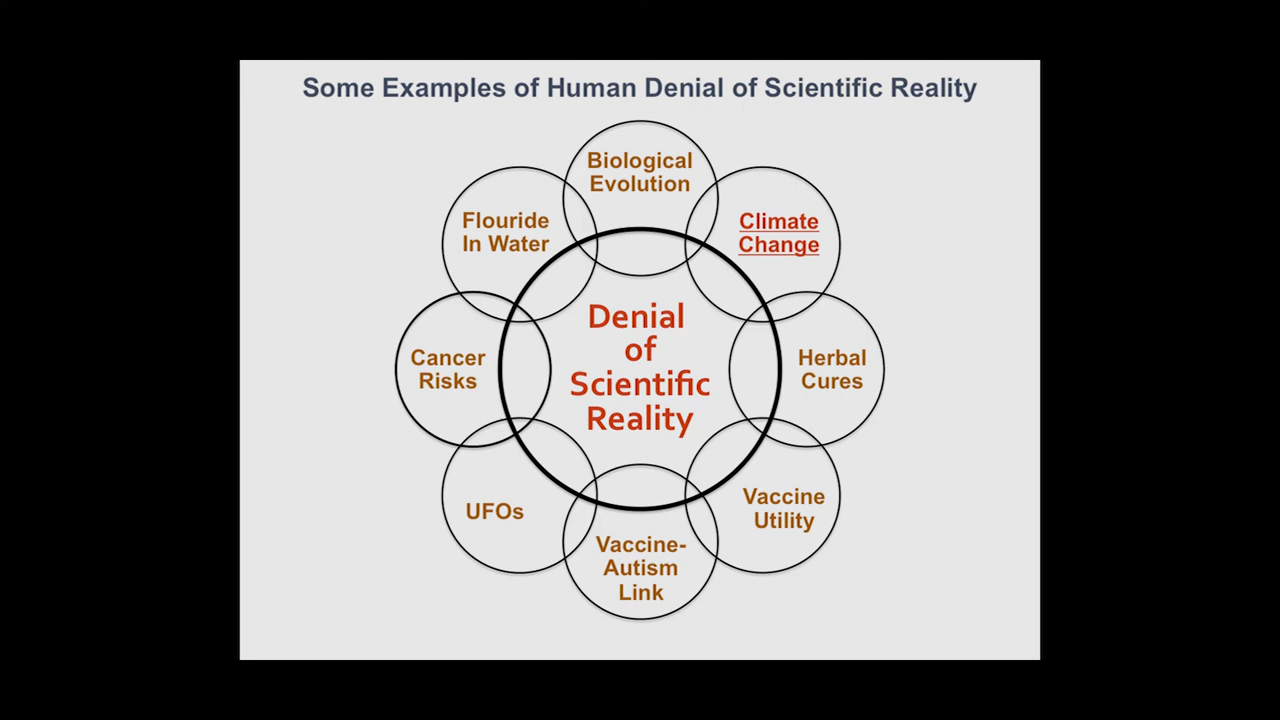 Some Examples of Human Denial of Scientific Reality
Biological
Evolution
Climate
Change
Herbal
Cures
Vaccine
Utility
Vaccine-
Autism
Link
UFOs
Cancer
Risks
Flouride
In Water
Denial
of
Scientific
Reality